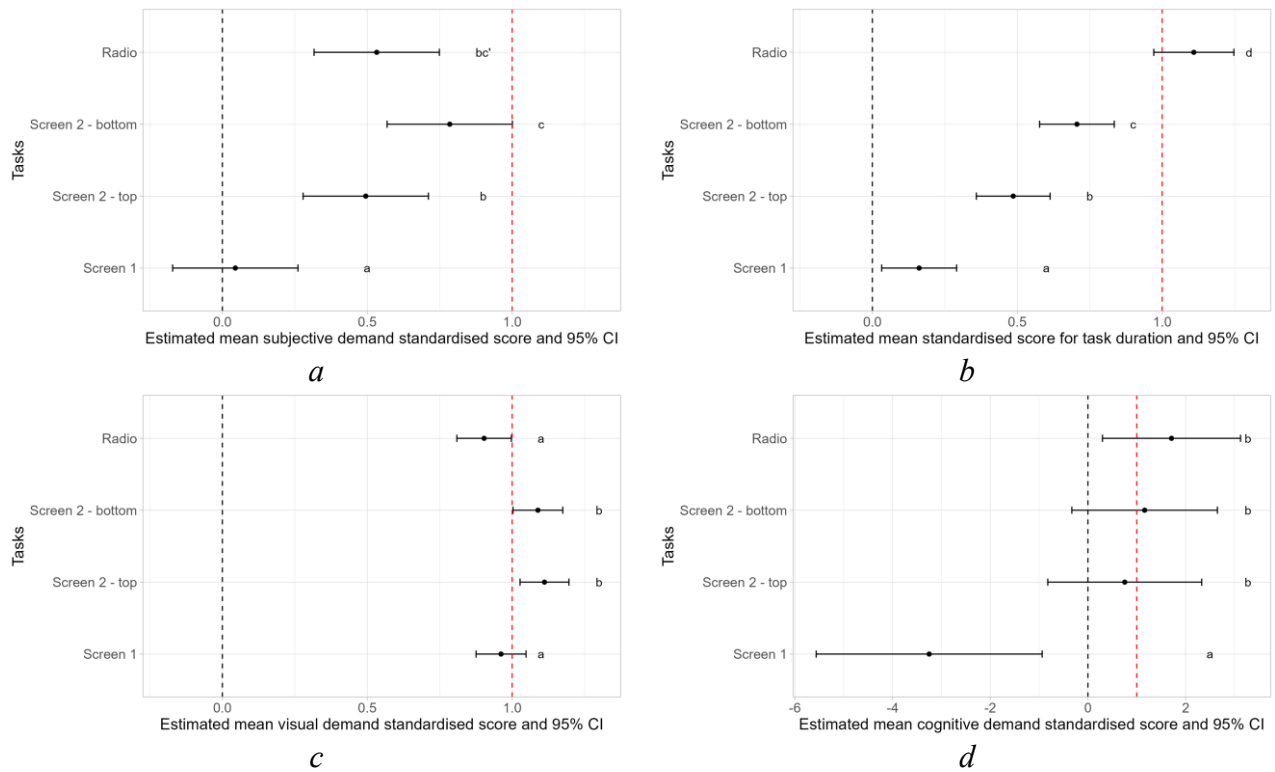 Radio
bc'
Screen 2 - bottom
c
Screen 2 - top
b
Screen 1
a
Tasks
0.0 0.5 1.0
Estimated mean subjective demand standardised score and 95% CI
a
Radio
d
Screen 2 - bottom
c
Screen 2 - top
b
Screen 1
a
Tasks
0.0 0.5 1.0
Estimated mean standardised score for task duration and 95% CI
b
Radio
a
Screen 2 - bottom
b
Screen 2 - top
b
Screen 1
a
Tasks
0.0 0.5 1.0
Estimated mean visual demand standardised score and 95% CI
c
Radio
b
Screen 2 - bottom
b
Screen 2 - top
b
Screen 1
a
Tasks
-6 -4 -2 0 2
Estimated mean cognitive demand standardised score and 95% CI
d